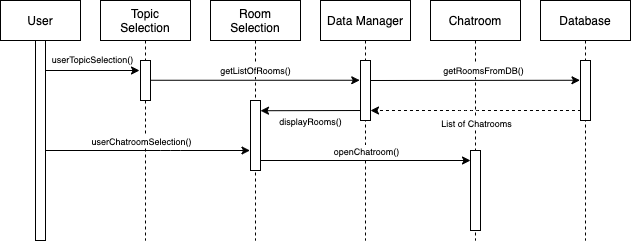 User
Topic
Selection
Room
Selection
Data Manager
Chatroom
Database
userTopicSelection()
getListOfRooms()
getRoomsFromDB()
displayRooms()
List of Chatrooms
userChatroomSelection()
openChatroom()